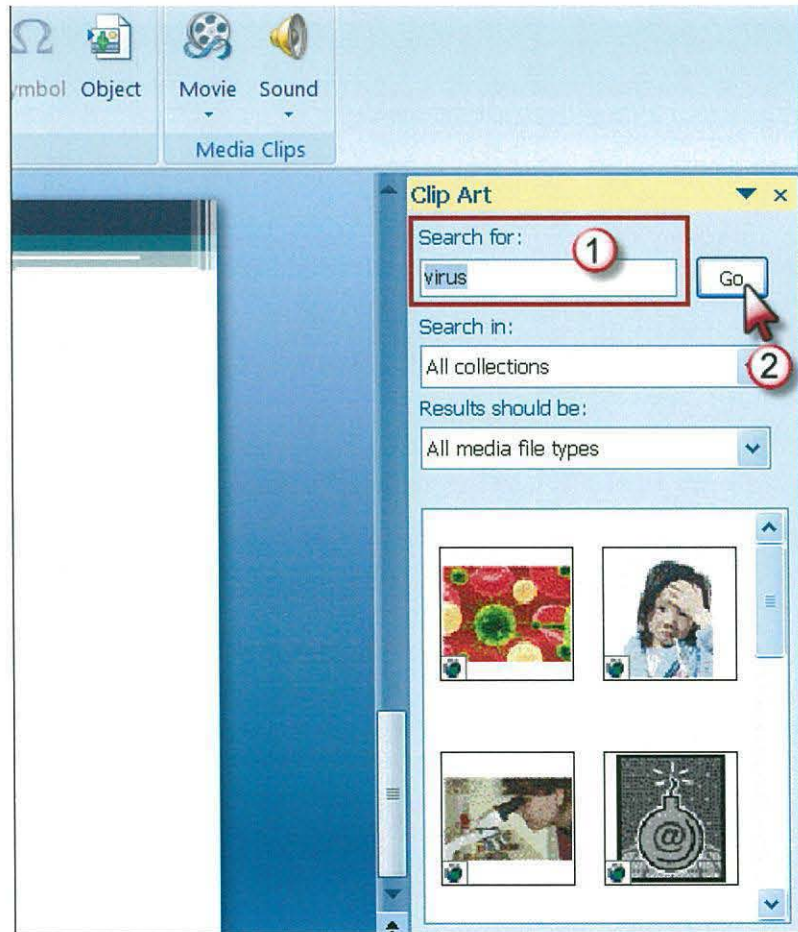 ymbol Object
Movie Sound
Media Clips
Clip Art
Search for:
1
virus
Go
Search in:
2
All collections
Results should be:
All media file types
@